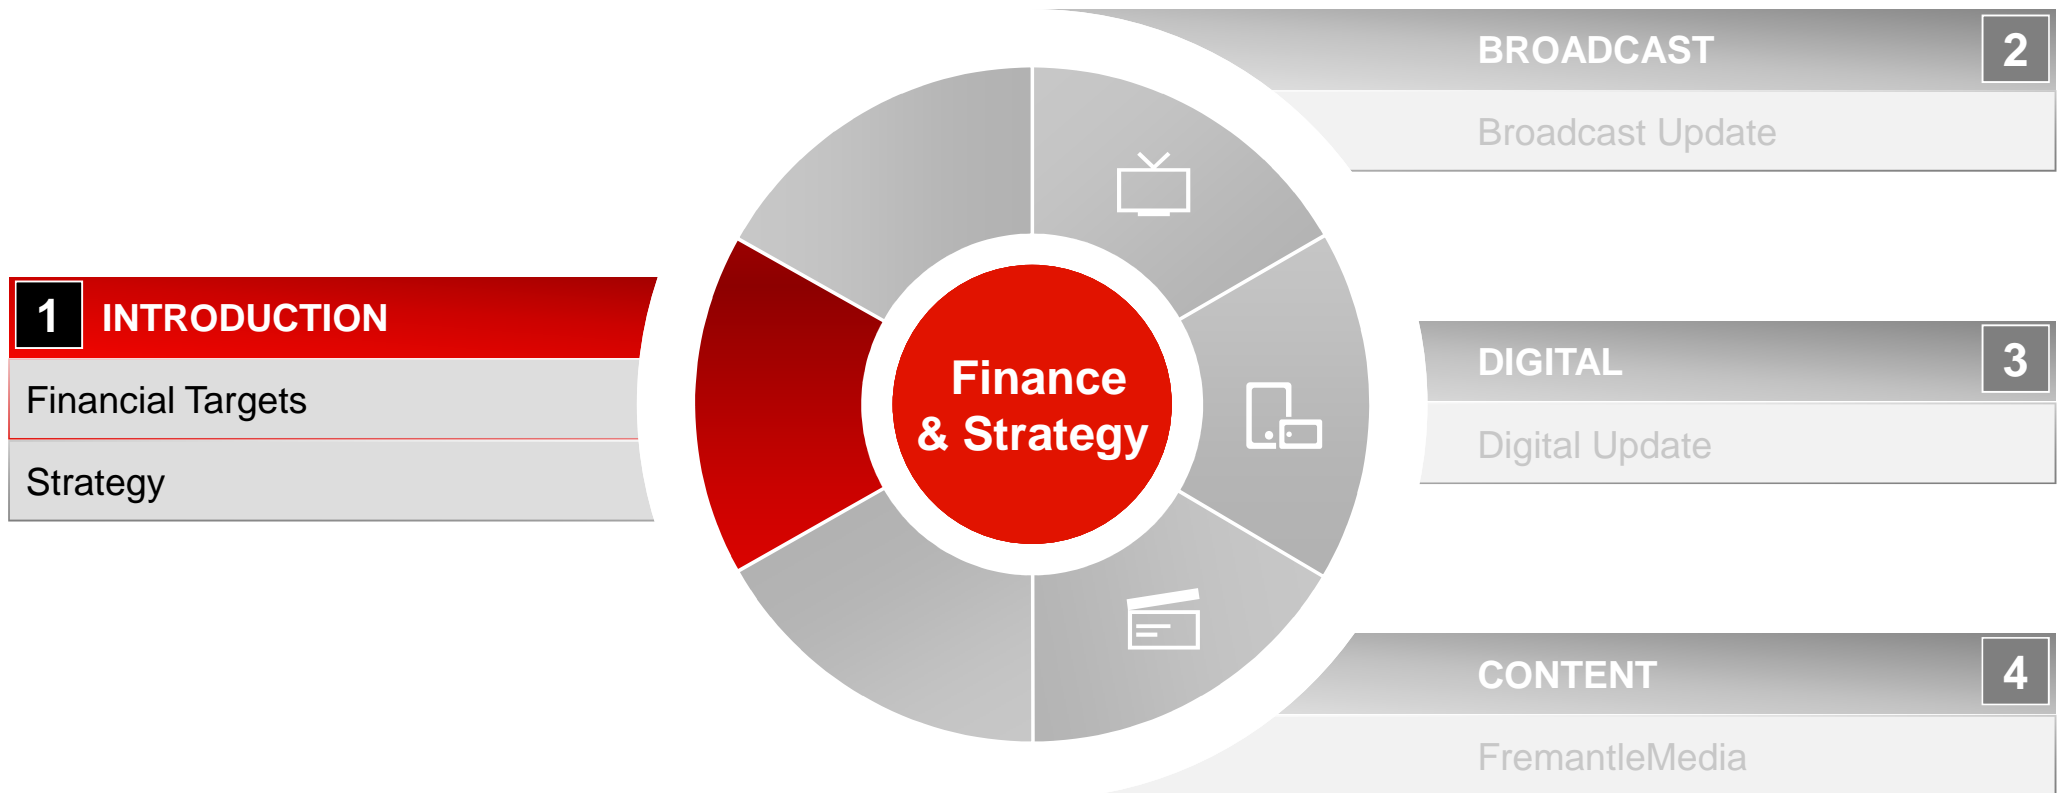 1 INTRODUCTION
Financial Targets
Strategy
Finance
& Strategy
BROADCAST 2
Broadcast Update
DIGITAL 3
Digital Update
CONTENT 4
FremantleMedia